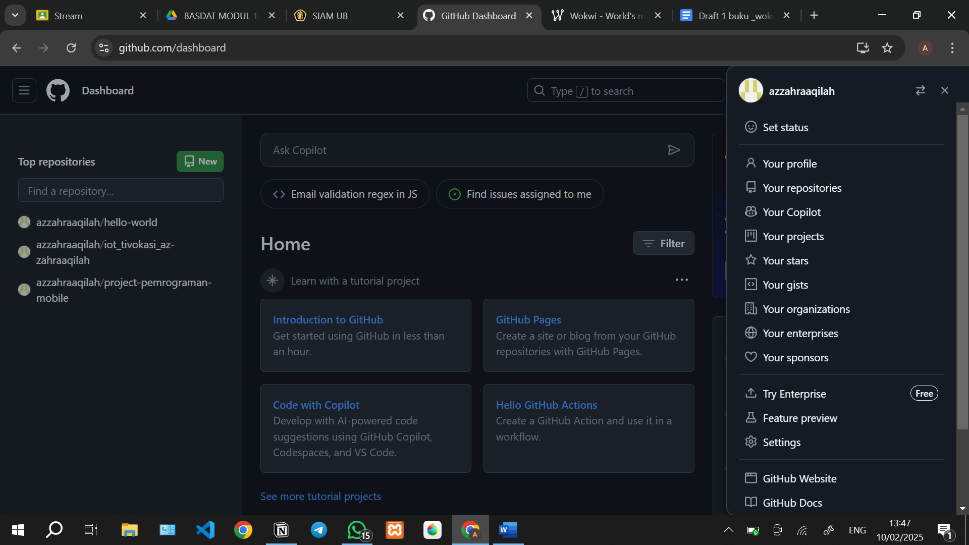 Stream
BASDAT MODUL 1
SIAM UB
GitHub Dashboard
Wokwi - World's m
Draft 1 buku _wok
github.com/dashboard
A
Dashboard
Type / to search
azzahraaqilah
Set status
Your profile
Your repositories
Your Copilot
Your projects
Your stars
Your gists
Your organizations
Your enterprises
Your sponsors
Try Enterprise
Free
Feature preview
Settings
GitHub Website
GitHub Docs
Top repositories
New
Find a repository…
azzahraaqilah/hello-world
azzahraaqilah/iot_tivokasi_az-
zahraaqilah
azzahraaqilah/project-pemrograman-
mobile
Ask Copilot
Email validation regex in JS
Find issues assigned to me
Home
Filter
Learn with a tutorial project
Introduction to GitHub
Get started using GitHub in less than
an hour.
GitHub Pages
Create a site or blog from your GitHub
repositories with GitHub Pages.
Code with Copilot
Develop with AI-powered code
suggestions using GitHub Copilot,
Codespaces, and VS Code.
Hello GitHub Actions
Create a GitHub Action and use it in a
workflow.
See more tutorial projects
15
A
ENG
13:47
10/02/2025
1